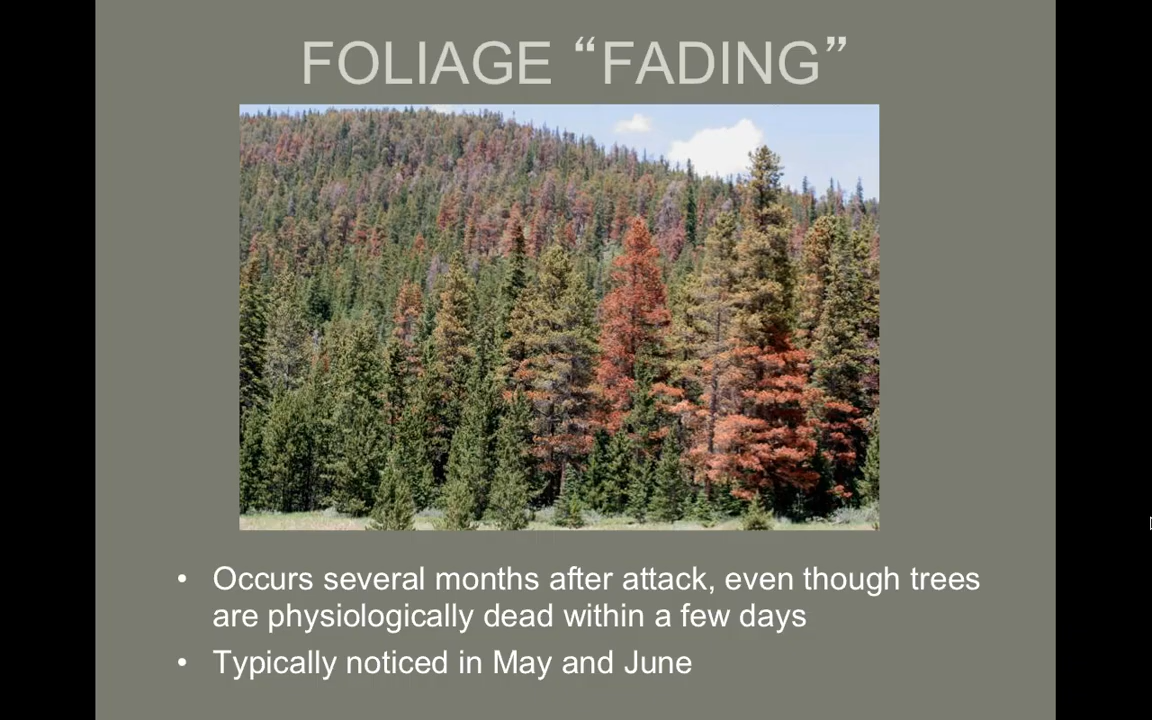 FOLIAGE “FADING”
• Occurs several months after attack, even though trees
are physiologically dead within a few days
• Typically noticed in May and June